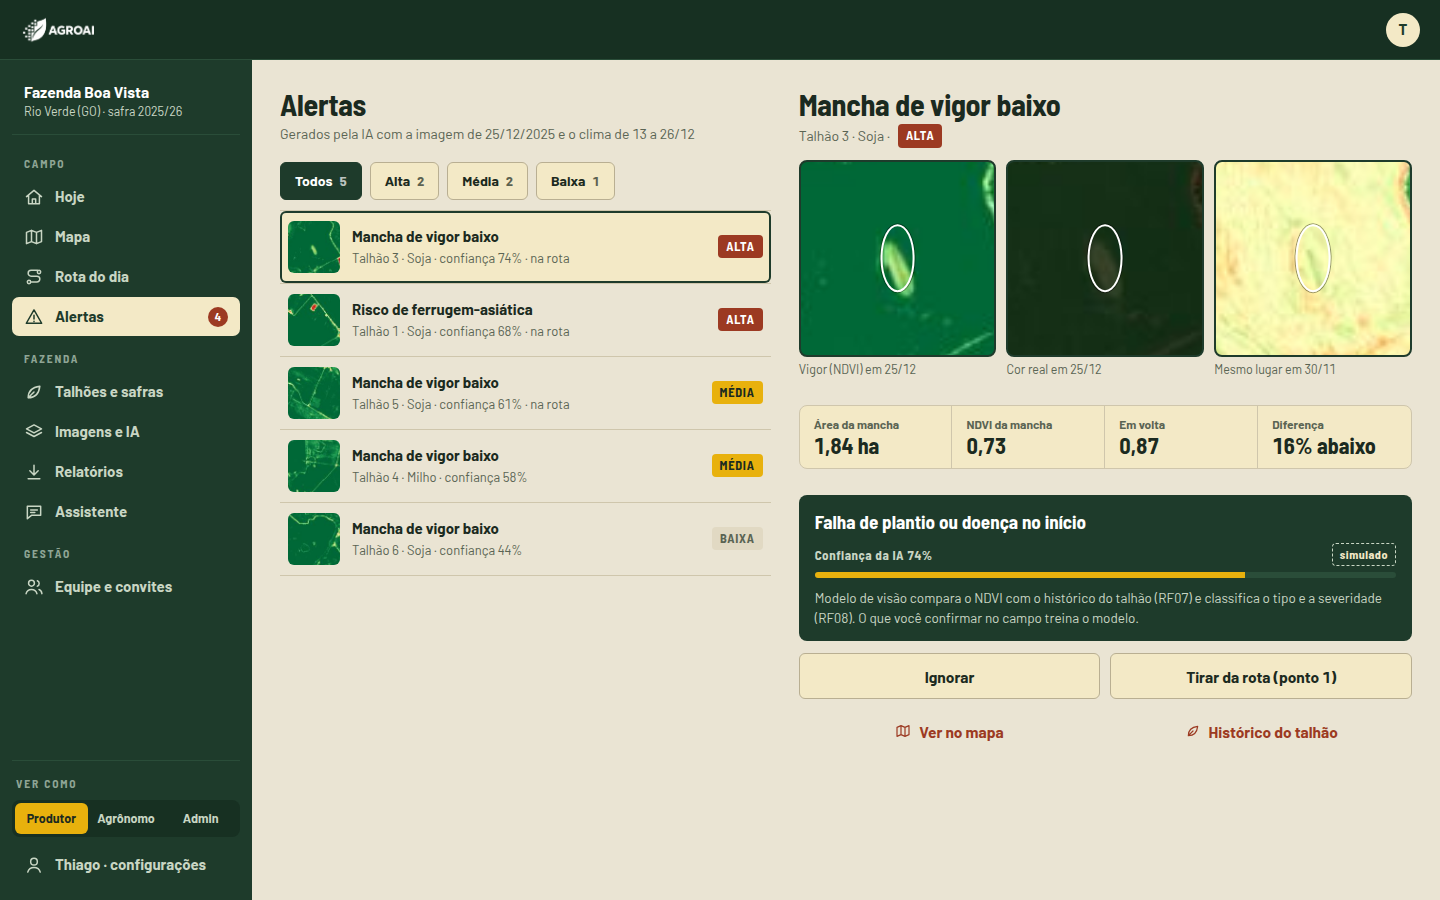 AGROAI
T
Fazenda Boa Vista
Rio Verde (GO) · safra 2025/26
CAMPO
Hoje
Mapa
Rota do dia
Alertas 4
FAZENDA
Talhões e safras
Imagens e IA
Relatórios
Assistente
GESTÃO
Equipe e convites
VER COMO
Produtor Agrônomo Admin
Thiago · configurações
Alertas
Gerados pela IA com a imagem de 25/12/2025 e o clima de 13 a 26/12
Todos 5 Alta 2 Média 2 Baixa 1
Mancha de vigor baixo
Talhão 3 · Soja · confiança 74% · na rota
ALTA
Risco de ferrugem-asiática
Talhão 1 · Soja · confiança 68% · na rota
ALTA
Mancha de vigor baixo
Talhão 5 · Soja · confiança 61% · na rota
MÉDIA
Mancha de vigor baixo
Talhão 4 · Milho · confiança 58%
MÉDIA
Mancha de vigor baixo
Talhão 6 · Soja · confiança 44%
BAIXA
Mancha de vigor baixo
Talhão 3 · Soja · ALTA
Vigor (NDVI) em 25/12
Cor real em 25/12
Mesmo lugar em 30/11
Área da mancha
1,84 ha
NDVI da mancha
0,73
Em volta
0,87
Diferença
16% abaixo
Falha de plantio ou doença no início
Confiança da IA 74% simulado
Modelo de visão compara o NDVI com o histórico do talhão (RF07) e classifica o tipo e a severidade
(RF08). O que você confirmar no campo treina o modelo.
Ignorar
Tirar da rota (ponto 1)
Ver no mapa
Histórico do talhão